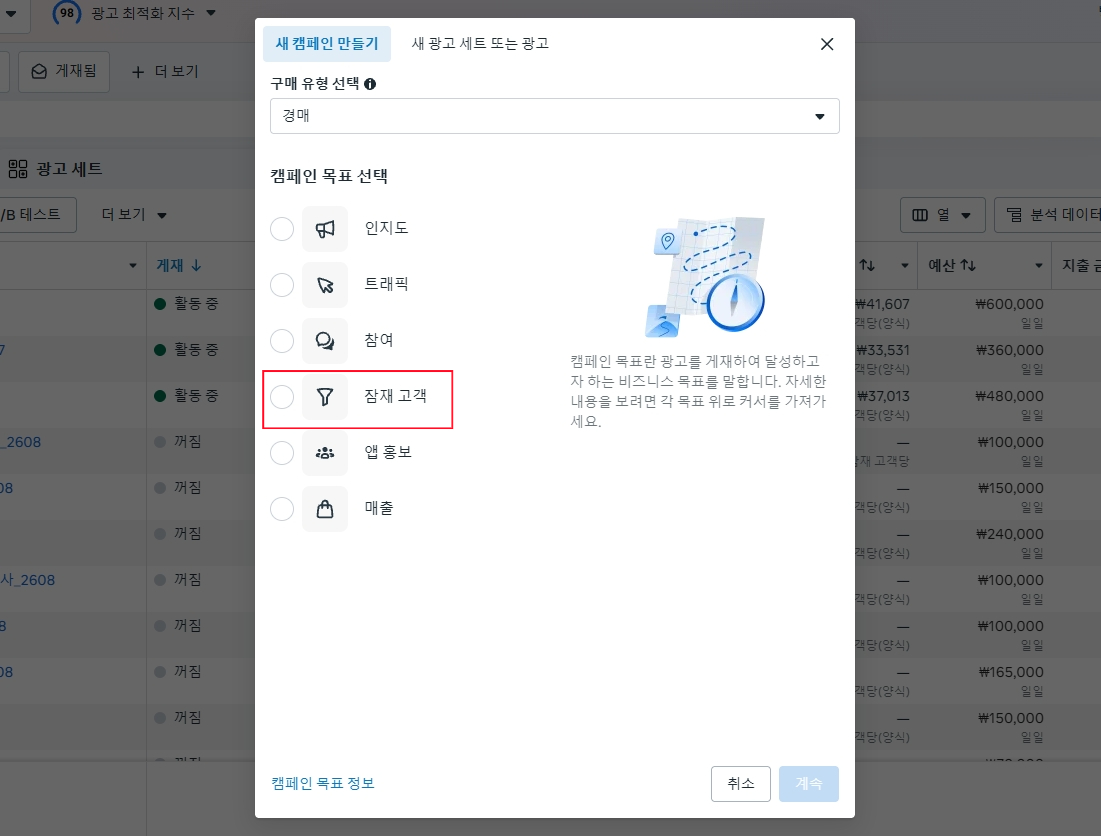 98 광고 최적화 지수
게재됨
더 보기
광고 세트
/B 테스트
더 보기
열
분석 데이터
게재
예산
지출 금
활동 중
₩41,607
객당(양식)
₩600,000
일일
7
활동 중
₩33,531
객당(양식)
₩360,000
일일
활동 중
₩37,013
객당(양식)
₩480,000
일일
_2608
꺼짐
—
잠재 고객당
₩100,000
일일
08
꺼짐
—
객당(양식)
₩150,000
일일
꺼짐
—
객당(양식)
₩240,000
일일
사_2608
꺼짐
—
객당(양식)
₩100,000
일일
8
꺼짐
—
객당(양식)
₩100,000
일일
08
꺼짐
—
객당(양식)
₩165,000
일일
꺼짐
—
객당(양식)
₩150,000
일일
새 캠페인 만들기
새 광고 세트 또는 광고
구매 유형 선택
경매
캠페인 목표 선택
인지도
트래픽
참여
잠재 고객
앱 홍보
매출
캠페인 목표란 광고를 게재하여 달성하고
자 하는 비즈니스 목표를 말합니다. 자세한
내용을 보려면 각 목표 위로 커서를 가져가
세요.
캠페인 목표 정보
취소
계속